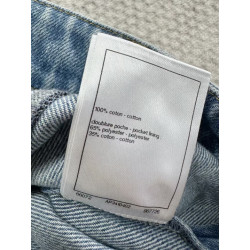 100% coton - cotton
doublure poche - pocket lining
65% polyester - polyester
35% coton - cotton